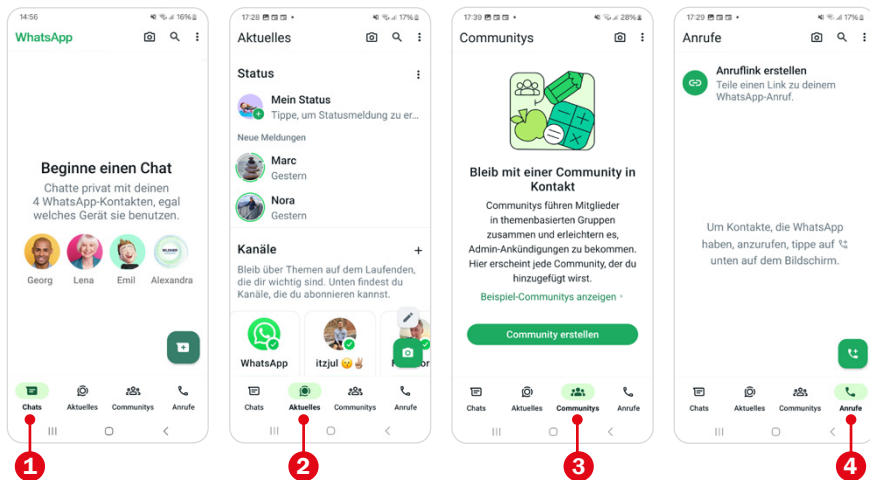 14:56
16%
WhatsApp
Beginne einen Chat
Chatte privat mit deinen
4 WhatsApp-Kontakten, egal
welches Gerät sie benutzen.
Georg Lena Emil Alexandra
Chats Aktuelles Communitys Anrufe
1
17:28
17%
Aktuelles
Status
Mein Status
Tippe, um Statusmeldung zu er...
Neue Meldungen
Marc
Gestern
Nora
Gestern
Kanäle
Bleib über Themen auf dem Laufenden,
die dir wichtig sind. Unten findest du
Kanäle, die du abonnieren kannst.
WhatsApp itzjul
Chats Aktuelles Communitys Anrufe
2
17:39
28%
Communitys
Bleib mit einer Community in
Kontakt
Communitys führen Mitglieder
in themenbasierten Gruppen
zusammen und erleichtern es,
Admin-Ankündigungen zu bekommen.
Hier erscheint jede Community, der du
hinzugefügt wirst.
Beispiel-Communitys anzeigen
Community erstellen
Chats Aktuelles Communitys Anrufe
3
17:29
17%
Anrufe
Anruflink erstellen
Teile einen Link zu deinem
WhatsApp-Anruf.
Um Kontakte, die WhatsApp
haben, anzurufen, tippe auf
unten auf dem Bildschirm.
Chats Aktuelles Communitys Anrufe
4